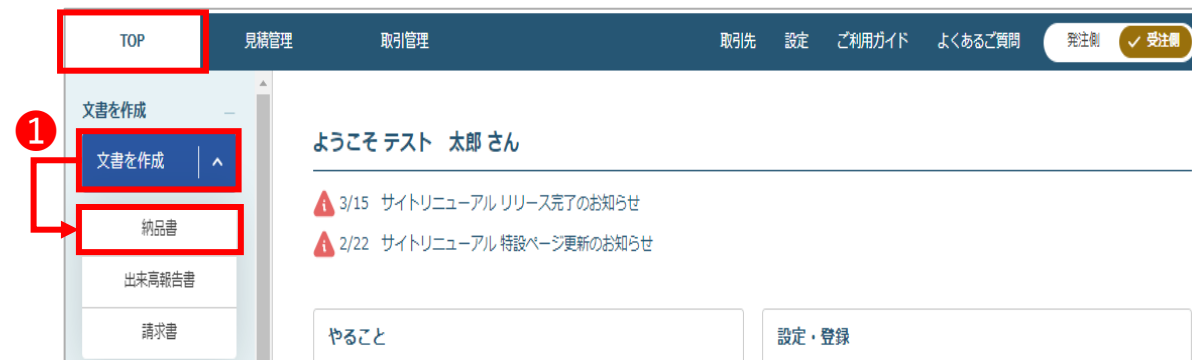 TOP 見積管理 取引管理 取引先 設定 ご利用ガイド よくあるご質問 発注側 受注側
文書を作成
1
文書を作成
納品書
出来高報告書
請求書
ようこそ テスト 太郎 さん
3/15 サイトリニューアル リリース完了のお知らせ
2/22 サイトリニューアル 特設ページ更新のお知らせ
やること
設定・登録